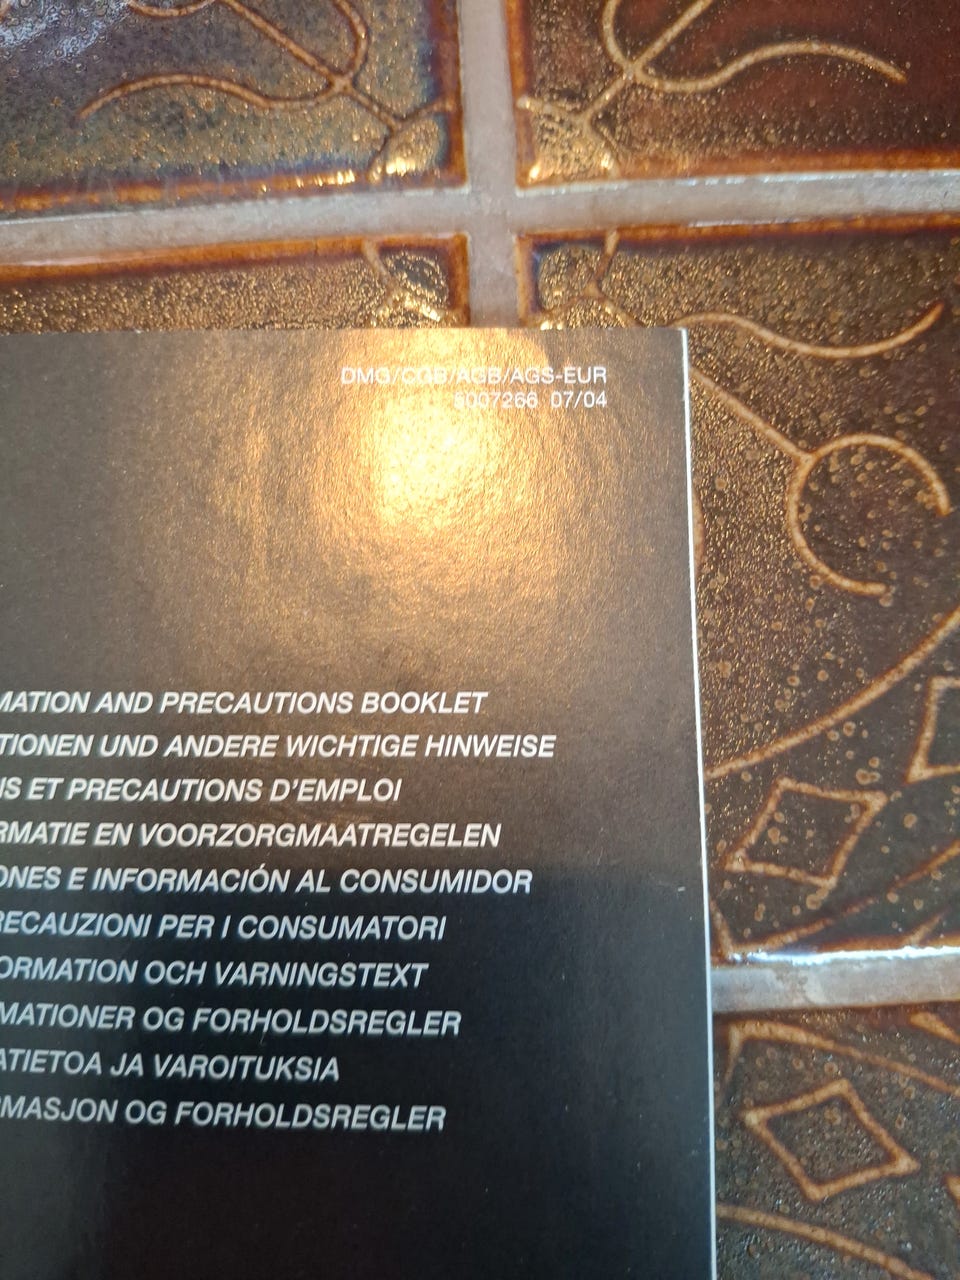 DMG/CGB/AGB/AGS-EUR
5007266 07/04
MATION AND PRECAUTIONS BOOKLET
TIONEN UND ANDERE WICHTIGE HINWEISE
NS ET PRECAUTIONS D'EMPLOI
RMATIE EN VOORZORGMAATREGELEN
ONES E INFORMACIÓN AL CONSUMIDOR
RECAUZIONI PER I CONSUMATORI
ORMATION OCH VARNINGSTEXT
MATIONER OG FORHOLDSREGLER
ATIETOA JA VAROITUKSIA
RMASJON OG FORHOLDSREGLER